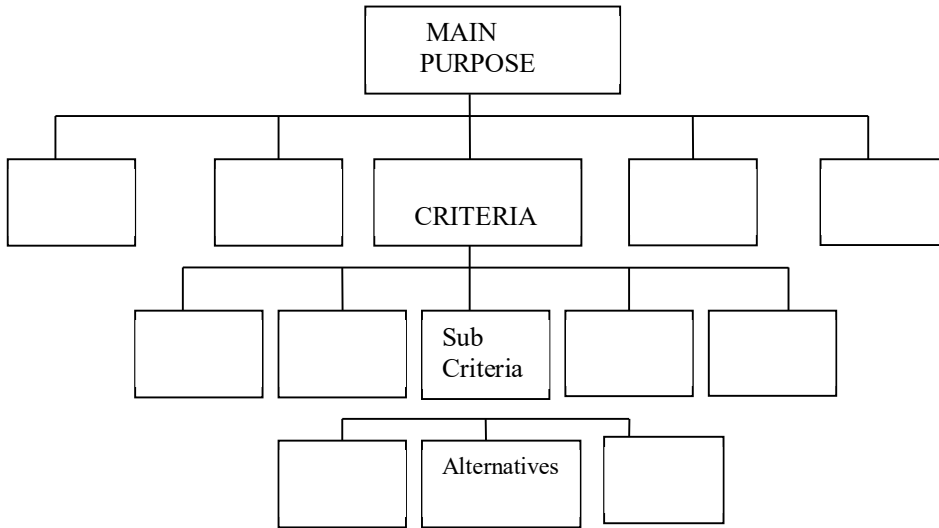 MAIN
PURPOSE
CRITERIA
Sub
Criteria
Alternatives